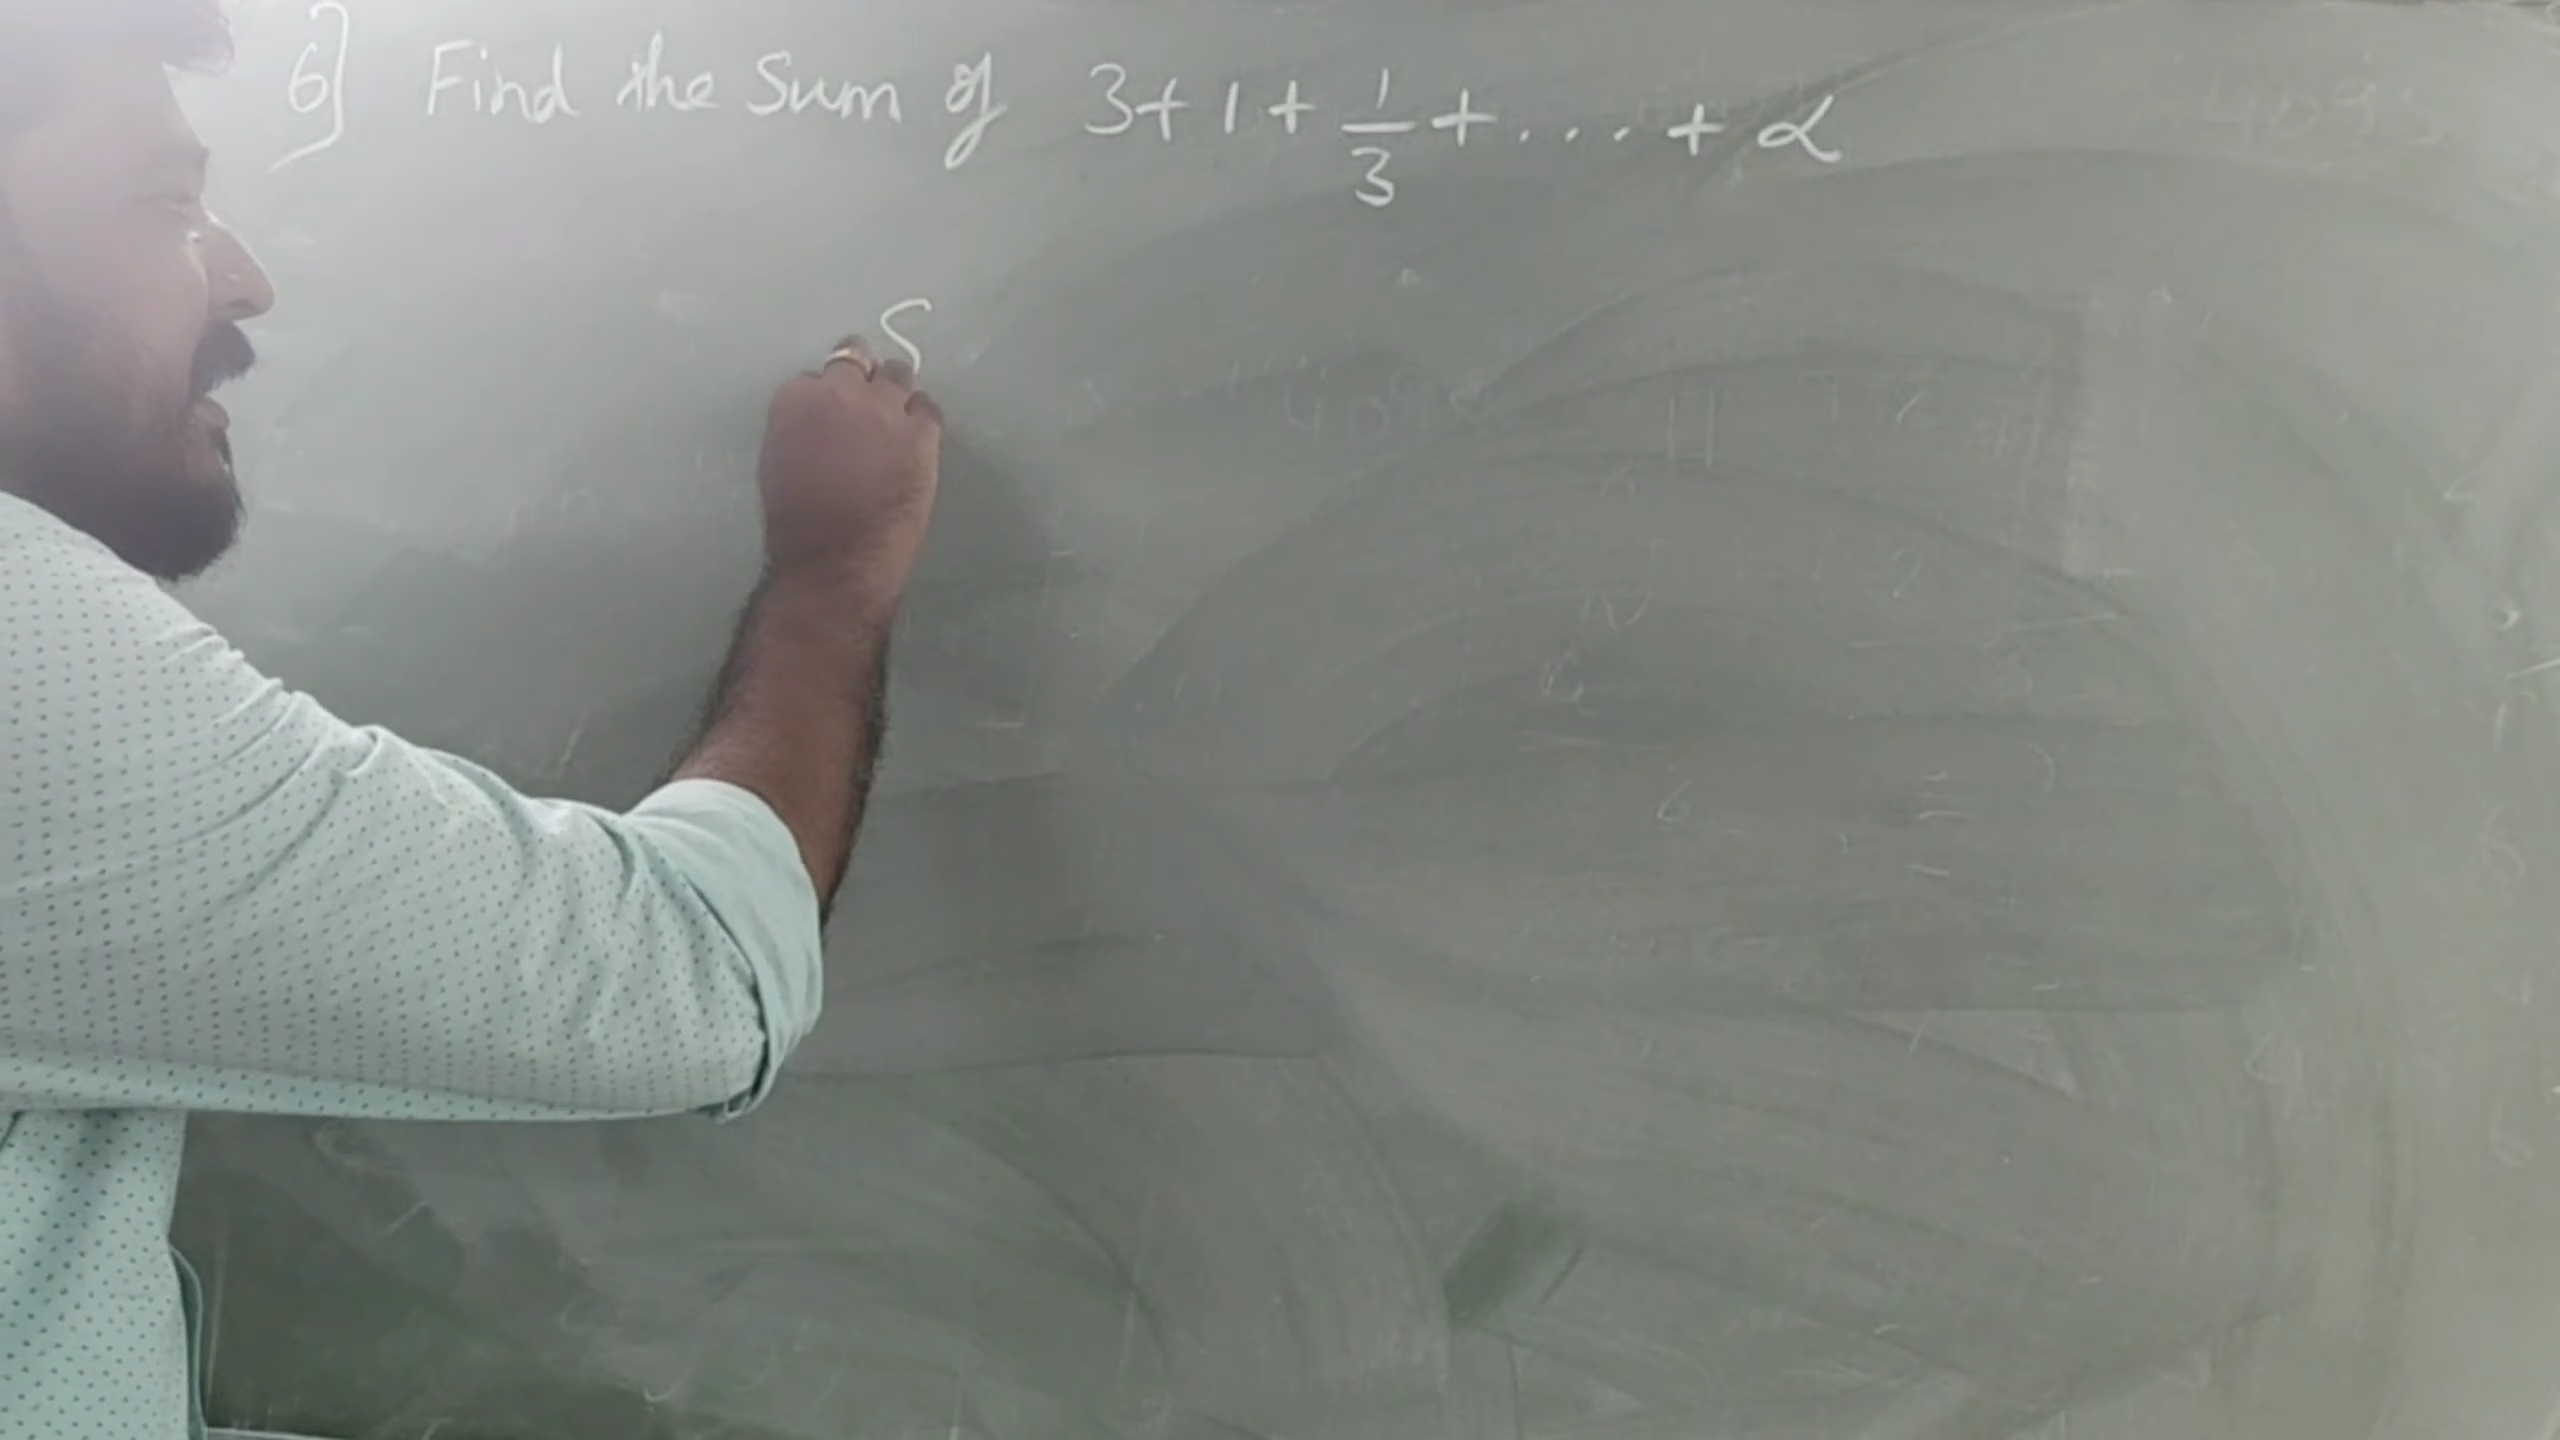 6] Find the Sum of 3+1+1/3+...+α
S